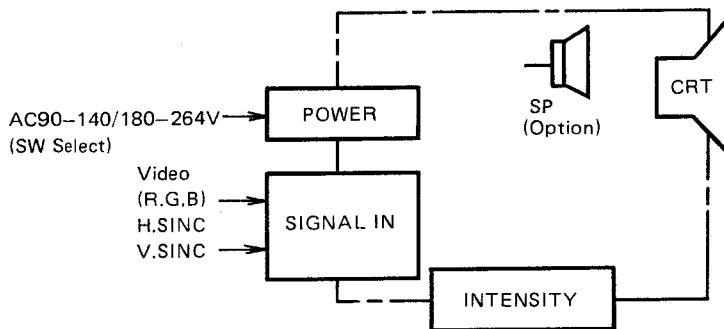 POWER
SP
(Option)
CRT
AC90–140/180–264V
(SW Select)
Video
(R.G.B)
H.SINC
V.SINC
SIGNAL IN
INTENSITY